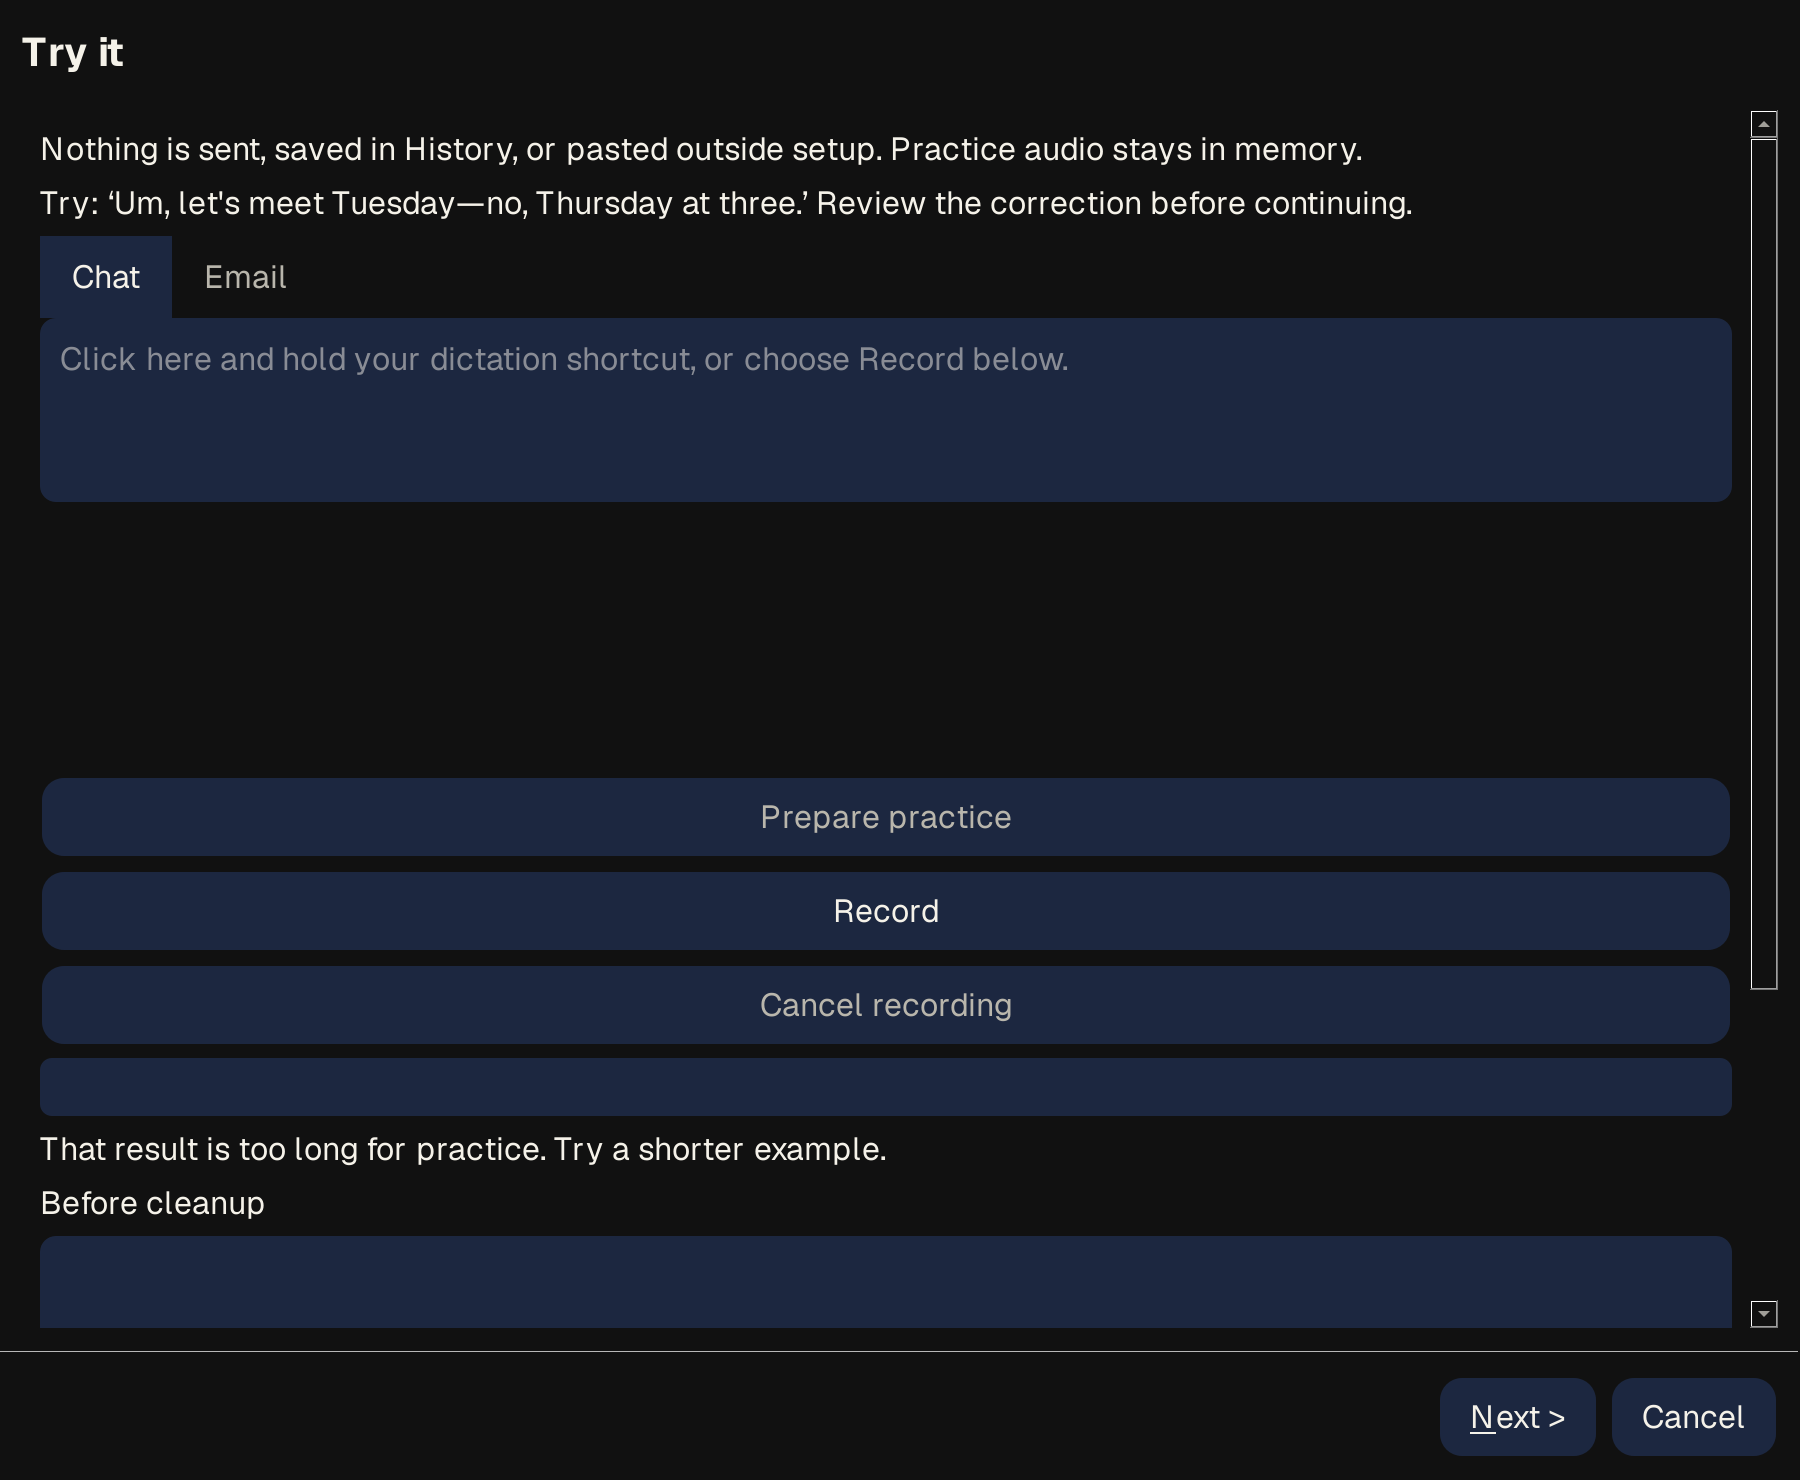 Try it
Nothing is sent, saved in History, or pasted outside setup. Practice audio stays in memory.
Try: ‘Um, let's meet Tuesday—no, Thursday at three.’ Review the correction before continuing.
Chat
Email
Click here and hold your dictation shortcut, or choose Record below.
Prepare practice
Record
Cancel recording
That result is too long for practice. Try a shorter example.
Before cleanup
Next >
Cancel